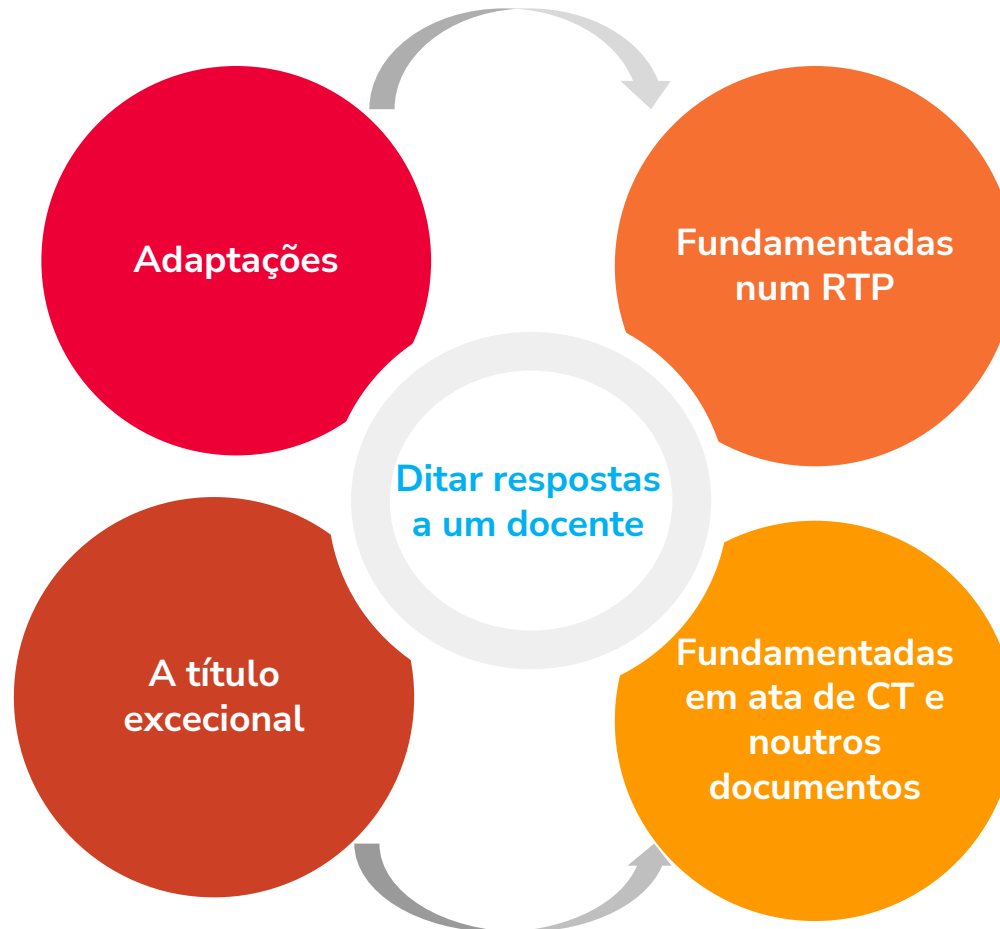 Adaptações
Fundamentadas
num RTP
Ditar respostas
a um docente
A título
excecional
Fundamentadas
em ata de CT e
noutros
documentos